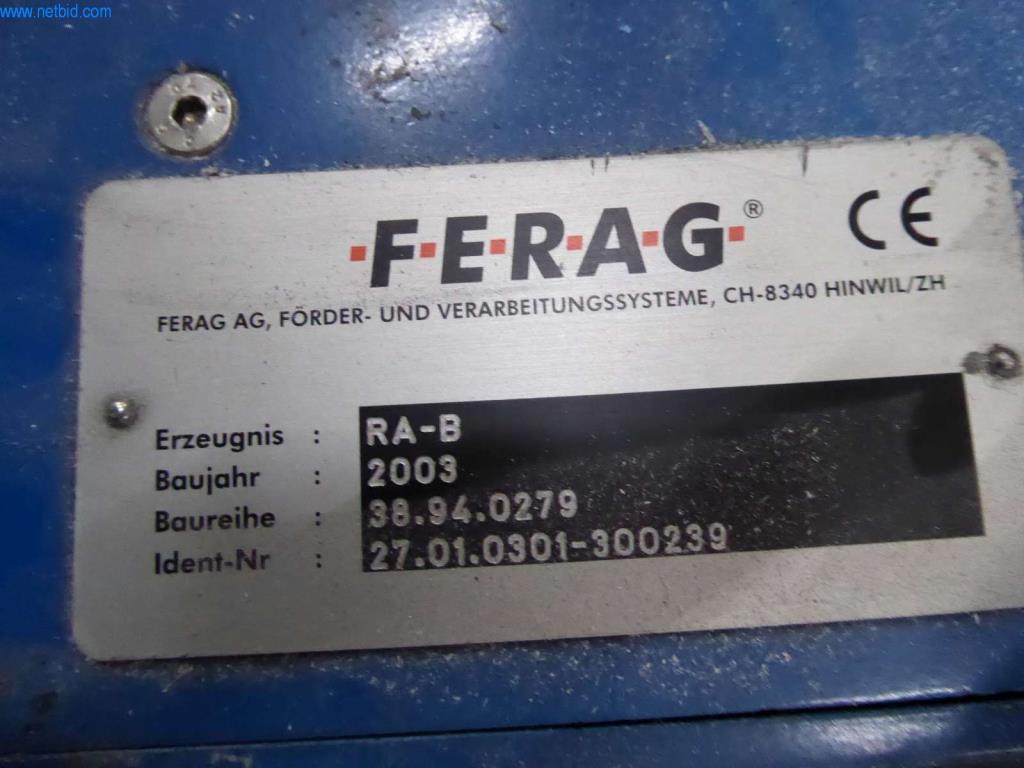 www.netbid.com
·F·E·R·A·G·® CE
FERAG AG, FÖRDER- UND VERARBEITUNGSSYSTEME, CH-8340 HINWIL/ZH
Erzeugnis : RA-B
Baujahr : 2003
Baureihe : 38.94.0279
Ident-Nr : 27.01.0301-300239